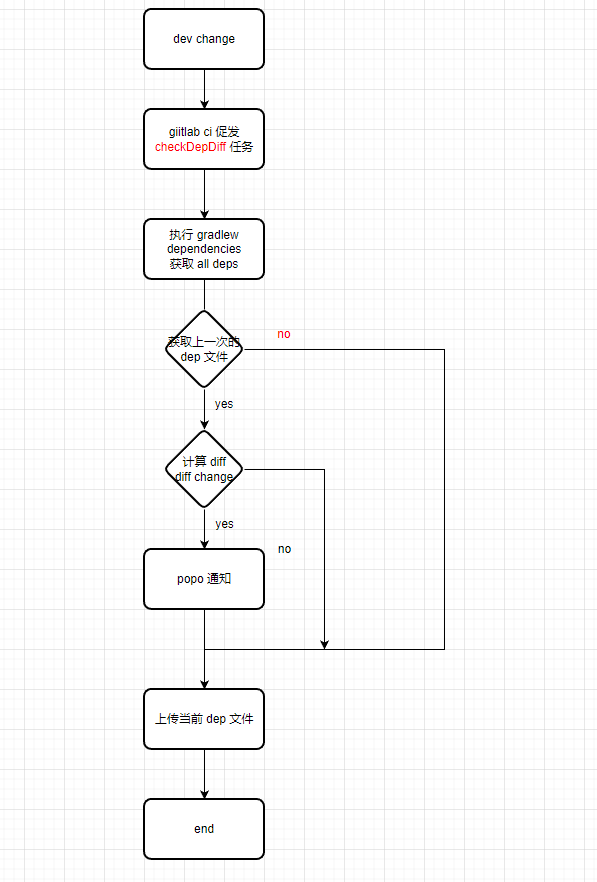 dev change
giitlab ci 促发
checkDepDiff 任务
执行 gradlew
dependencies
获取 all deps
获取上一次的
dep 文件
no
yes
计算 diff
diff change
yes
no
popo 通知
上传当前 dep 文件
end